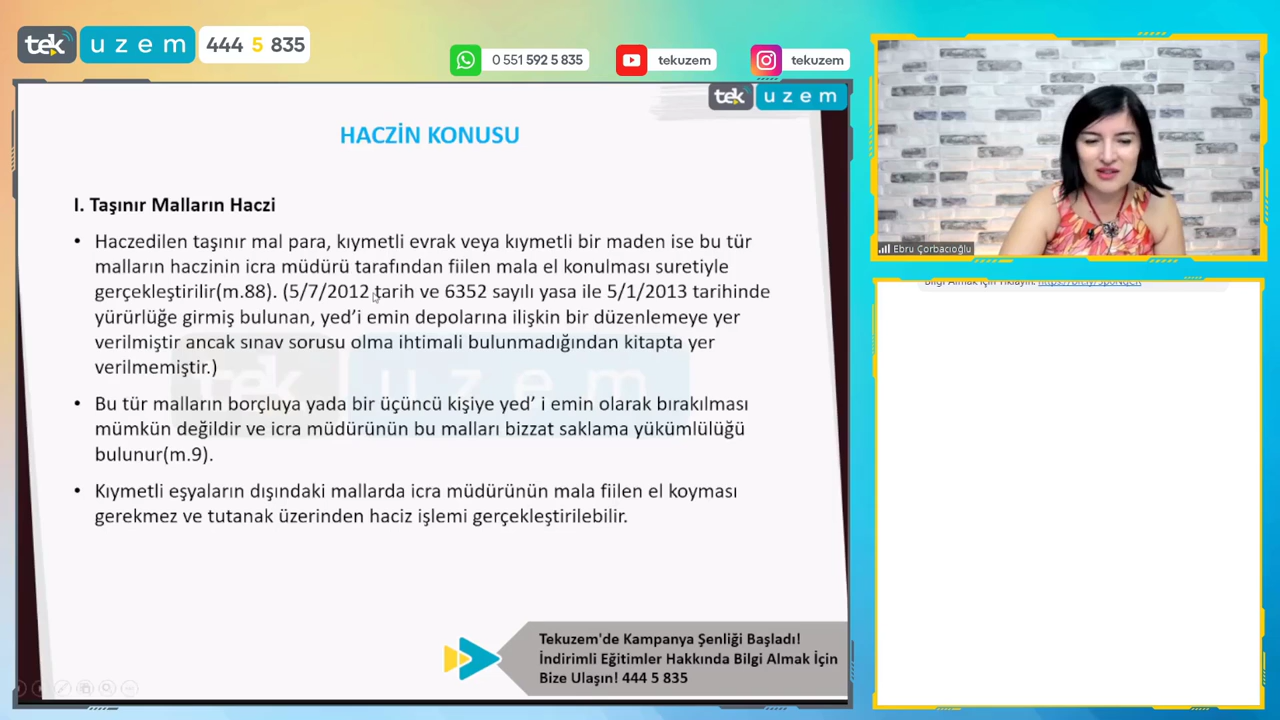 tek uzem 444 5 835
0 551 592 5 835
tekuzem
tekuzem
tek uzem
HACZİN KONUSU
I. Taşınır Malların Haczi
• Haczedilen taşınır mal para, kıymetli evrak veya kıymetli bir maden ise bu tür
malların haczinin icra müdürü tarafından fiilen mala el konulması suretiyle
gerçekleştirilir(m.88). (5/7/2012 tarih ve 6352 sayılı yasa ile 5/1/2013 tarihinde
yürürlüğe girmiş bulunan, yed’i emin depolarına ilişkin bir düzenlemeye yer
verilmiştir ancak sınav sorusu olma ihtimali bulunmadığından kitapta yer
verilmemiştir.)
• Bu tür malların borçluya yada bir üçüncü kişiye yed’ i emin olarak bırakılması
mümkün değildir ve icra müdürünün bu malları bizzat saklama yükümlülüğü
bulunur(m.9).
• Kıymetli eşyaların dışındaki mallarda icra müdürünün mala fiilen el koyması
gerekmez ve tutanak üzerinden haciz işlemi gerçekleştirilebilir.
tek uzem
Tekuzem'de Kampanya Şenliği Başladı!
İndirimli Eğitimler Hakkında Bilgi Almak İçin
Bize Ulaşın! 444 5 835
Ebru Çorbacıoğlu
Bilgi Almak İçin Tıklayın: